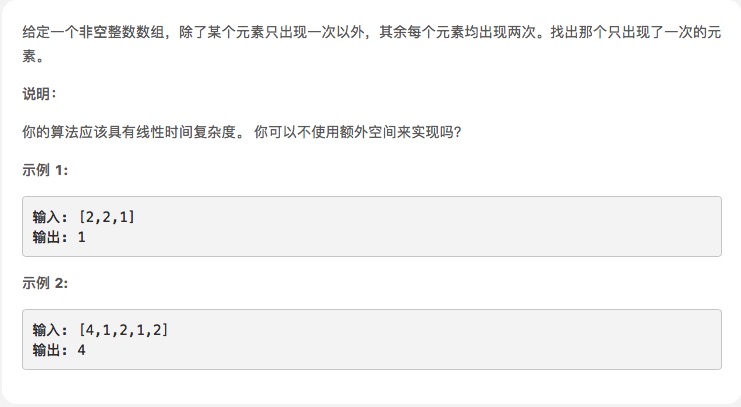 给定一个非空整数数组，除了某个元素只出现一次以外，其余每个元素均出现两次。找出那个只出现了一次的元
素。
说明：
你的算法应该具有线性时间复杂度。 你可以不使用额外空间来实现吗？
示例 1:
输入: [2,2,1]
输出: 1
示例 2:
输入: [4,1,2,1,2]
输出: 4